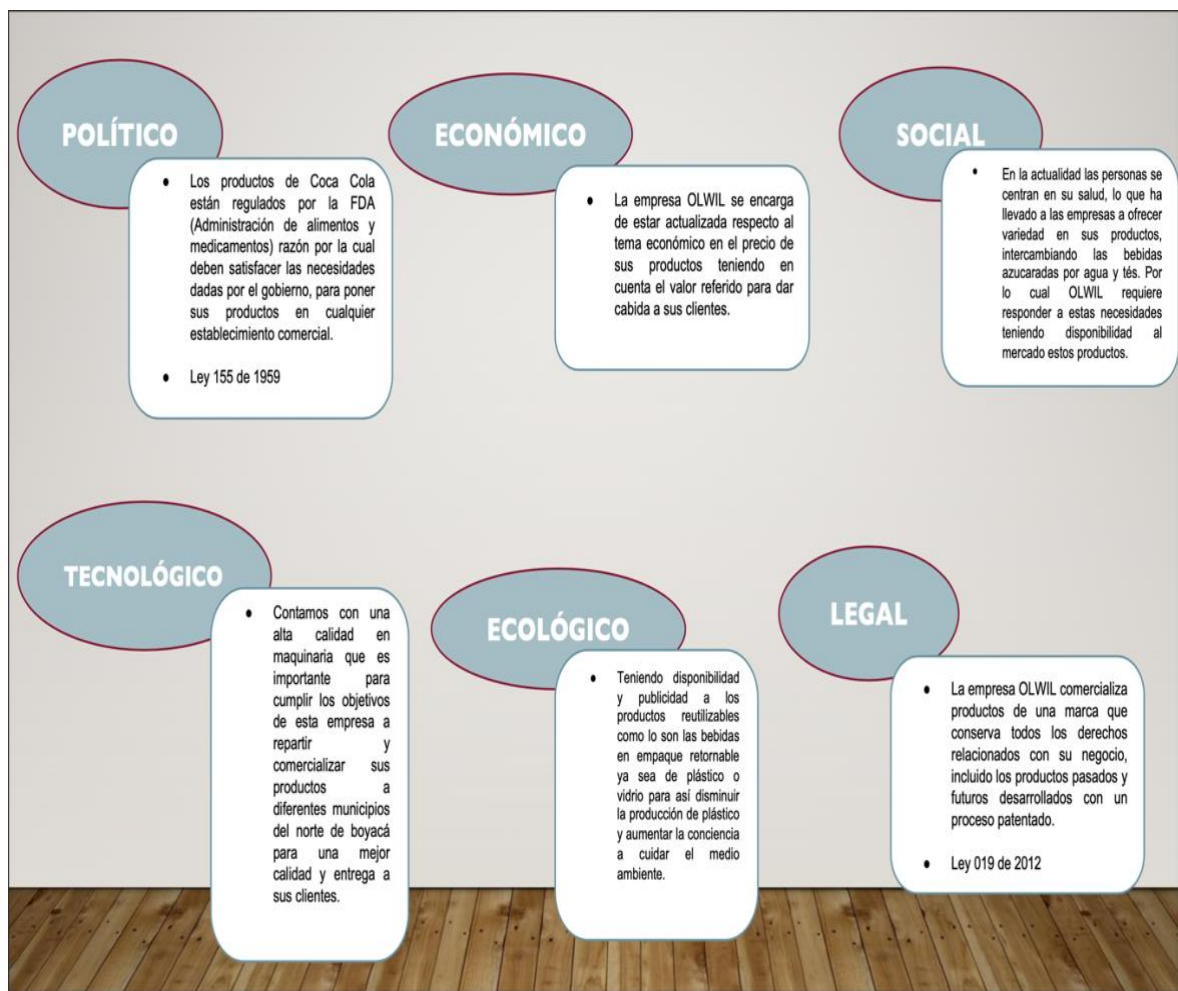 POLÍTICO
• Los productos de Coca Cola
están regulados por la FDA
(Administración de alimentos y
medicamentos) razón por la cual
deben satisfacer las necesidades
dadas por el gobierno, para poner
sus productos en cualquier
establecimiento comercial.
• Ley 155 de 1959
ECONÓMICO
• La empresa OLWIL se encarga
de estar actualizada respecto al
tema económico en el precio de
sus productos teniendo en
cuenta el valor referido para dar
cabida a sus clientes.
SOCIAL
• En la actualidad las personas se
centran en su salud, lo que ha
llevado a las empresas a ofrecer
variedad en sus productos,
intercambiando las bebidas
azucaradas por agua y tés. Por
lo cual OLWIL requiere
responder a estas necesidades
teniendo disponibilidad al
mercado estos productos.
TECNOLÓGICO
• Contamos con una
alta calidad en
maquinaria que es
importante para
cumplir los objetivos
de esta empresa a
repartir y
comercializar sus
productos a
diferentes municipios
del norte de boyacá
para una mejor
calidad y entrega a
sus clientes.
ECOLÓGICO
• Teniendo disponibilidad
y publicidad a los
productos reutilizables
como lo son las bebidas
en empaque retornable
ya sea de plástico o
vidrio para así disminuir
la producción de plástico
y aumentar la conciencia
a cuidar el medio
ambiente.
LEGAL
• La empresa OLWIL comercializa
productos de una marca que
conserva todos los derechos
relacionados con su negocio,
incluido los productos pasados y
futuros desarrollados con un
proceso patentado.
• Ley 019 de 2012